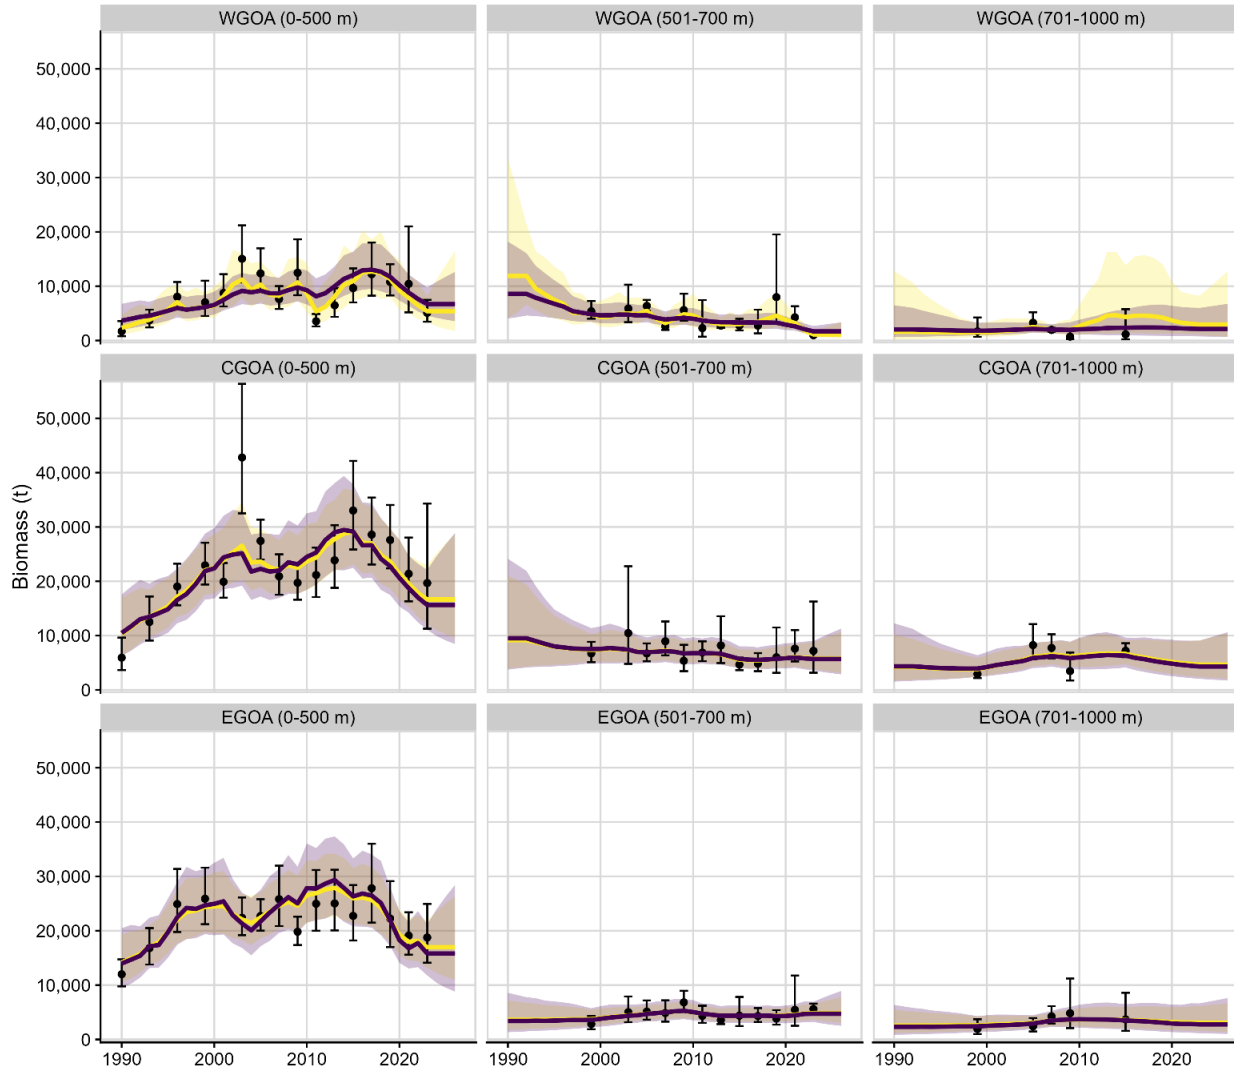 WGOA (0-500 m)
WGOA (501-700 m)
WGOA (701-1000 m)
50,000
40,000
30,000
20,000
10,000
0
CGOA (0-500 m)
CGOA (501-700 m)
CGOA (701-1000 m)
50,000
40,000
30,000
20,000
10,000
0
Biomass (t)
EGOA (0-500 m)
EGOA (501-700 m)
EGOA (701-1000 m)
50,000
40,000
30,000
20,000
10,000
0
1990 2000 2010 2020 1990 2000 2010 2020 1990 2000 2010 2020